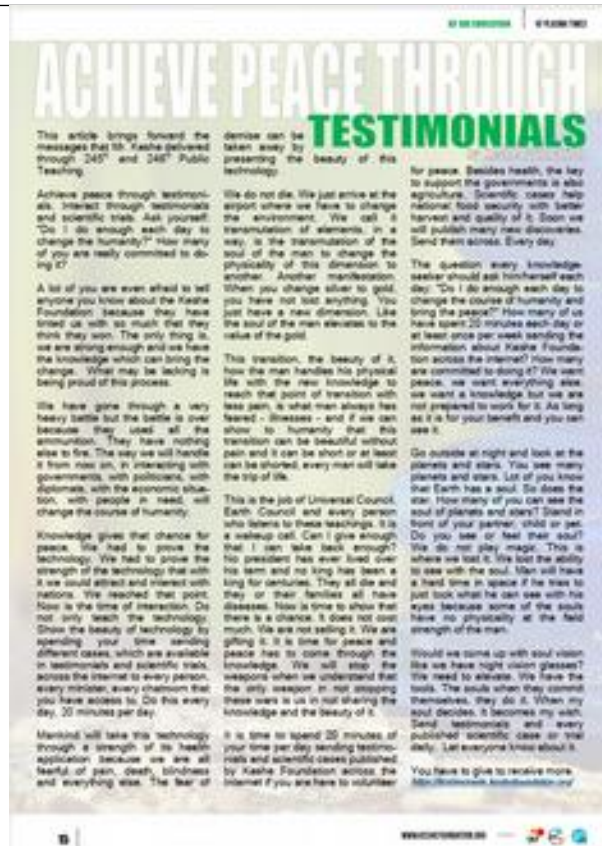 ACHIEVE PEACE THROUGH
TESTIMONIALS
This article brings forward the
messages that Mr. Keshe delivered
through 245th and 246th Public
Teaching.
Achieve peace through testimoni-
als. Interact through testimonials
and scientific trials. Ask yourself:
"Do I do enough each day to
change the humanity?" How many
of you are really committed to do-
ing it?
A lot of you are even afraid to tell
anyone you know about the Keshe
Foundation because they have
us with so much that they
think they won. The only thing is,
we are strong enough and we have
the knowledge which can bring the
change. What may be lacking is
being proud of this process.
We have gone through a very
heavy battle but the battle is over
because they used all the
ammunition. They have nothing
else to fire. The way we will handle
it from now on, in interacting with
governments, with politicians, with
diplomats, with the economic situa-
tion, with people in need, will
change the course of humanity.
Knowledge gives that chance for
peace. We had to prove the
technology. We had to prove the
strength of the technology that with
it we could attract and interact with
nations. We reached that point.
Now is the time of interaction. Do
not only teach the technology.
Show the beauty of technology by
spending your time sending
different cases, which are available
in testimonials and scientific trials,
across the internet to every person,
every minister, every chatroom that
you have access to. Do this every
day, 20 minutes per day.
Mankind will take this technology
through a strength of its health
application because we are all
fearful of pain, death, blindness
and everything else. The fear of
demise can be
taken away by
presenting the beauty of this
technology.
We do not die. We just arrive at the
airport where we have to change
the environment. We call it
transmutation of elements. In a
way, is the transmutation of the
soul of the man to change the
physicality of this dimension to
another. Another manifestation.
When you change silver to gold,
you have not lost anything. You
just have a new dimension. Like
the soul of the man elevates to the
value of the gold.
This transition, the beauty of it,
how the man handles his physical
life with the new knowledge to
reach that point of transition with
less pain, is what man always has
feared - illnesses - and if we can
show to humanity that this
transition can be beautiful without
pain and it can be short or at least
can be shorted, every man will take
the trip of life.
This is the job of Universal Council,
Earth Council and every person
who listens to these teachings. It is
a wakeup call. Can I give enough
that I can take back enough?
No president has ever lived over
his term and no king has been a
king for centuries. They all die and
they or their families all have
diseases. Now is time to show that
there is a chance. It does not cost
much. We are not selling it. We are
gifting it. It is time for peace and
peace has to come through the
knowledge. We will stop the
weapons when we understand that
the only weapon in not stopping
these wars is us in not sharing the
knowledge and the beauty of it.
It is time to spend 20 minutes of
your time per day sending testimo-
nials and scientific cases published
by Keshe Foundation across the
internet if you are have to volunteer
for peace. Besides health, the key
to support the governments is also
agriculture. Scientific cases help
national food security with better
harvest and quality of it. Soon we
will publish many new discoveries.
Send them across. Every day.
The question every knowledge-
seeker should ask him/herself each
day: "Do I do enough each day to
change the course of humanity and
bring the peace?" How many of us
have spent 20 minutes each day or
at least once per week sending the
information about Keshe Founda-
tion across the internet? How many
are committed to doing it? We want
peace, we want everything else,
we want a knowledge but we are
not prepared to work for it. As long
as it is for your benefit and you can
see it.
Go outside at night and look at the
planets and stars. You see many
planets and stars. Lot of you know
that Earth has a soul. So does the
star. How many of you can see the
soul of planets and stars? Stand in
front of your partner, child or pet.
Do you see or feel their soul?
We do not play magic. This is
where we lost it. We lost the ability
to see with the soul. Man will have
a hard time in space if he tries to
just look what he can see with his
eyes because some of the souls
have no physicality at the field
strength of the man.
Would we come up with soul vision
like we have night vision glasses?
We need to elevate. We have the
tools. The souls when they commit
themselves, they do it. When my
soul decides, it becomes my wish.
Send testimonials and every
published scientific case or trial
daily. Let everyone know about it.
You have to give to receive more.